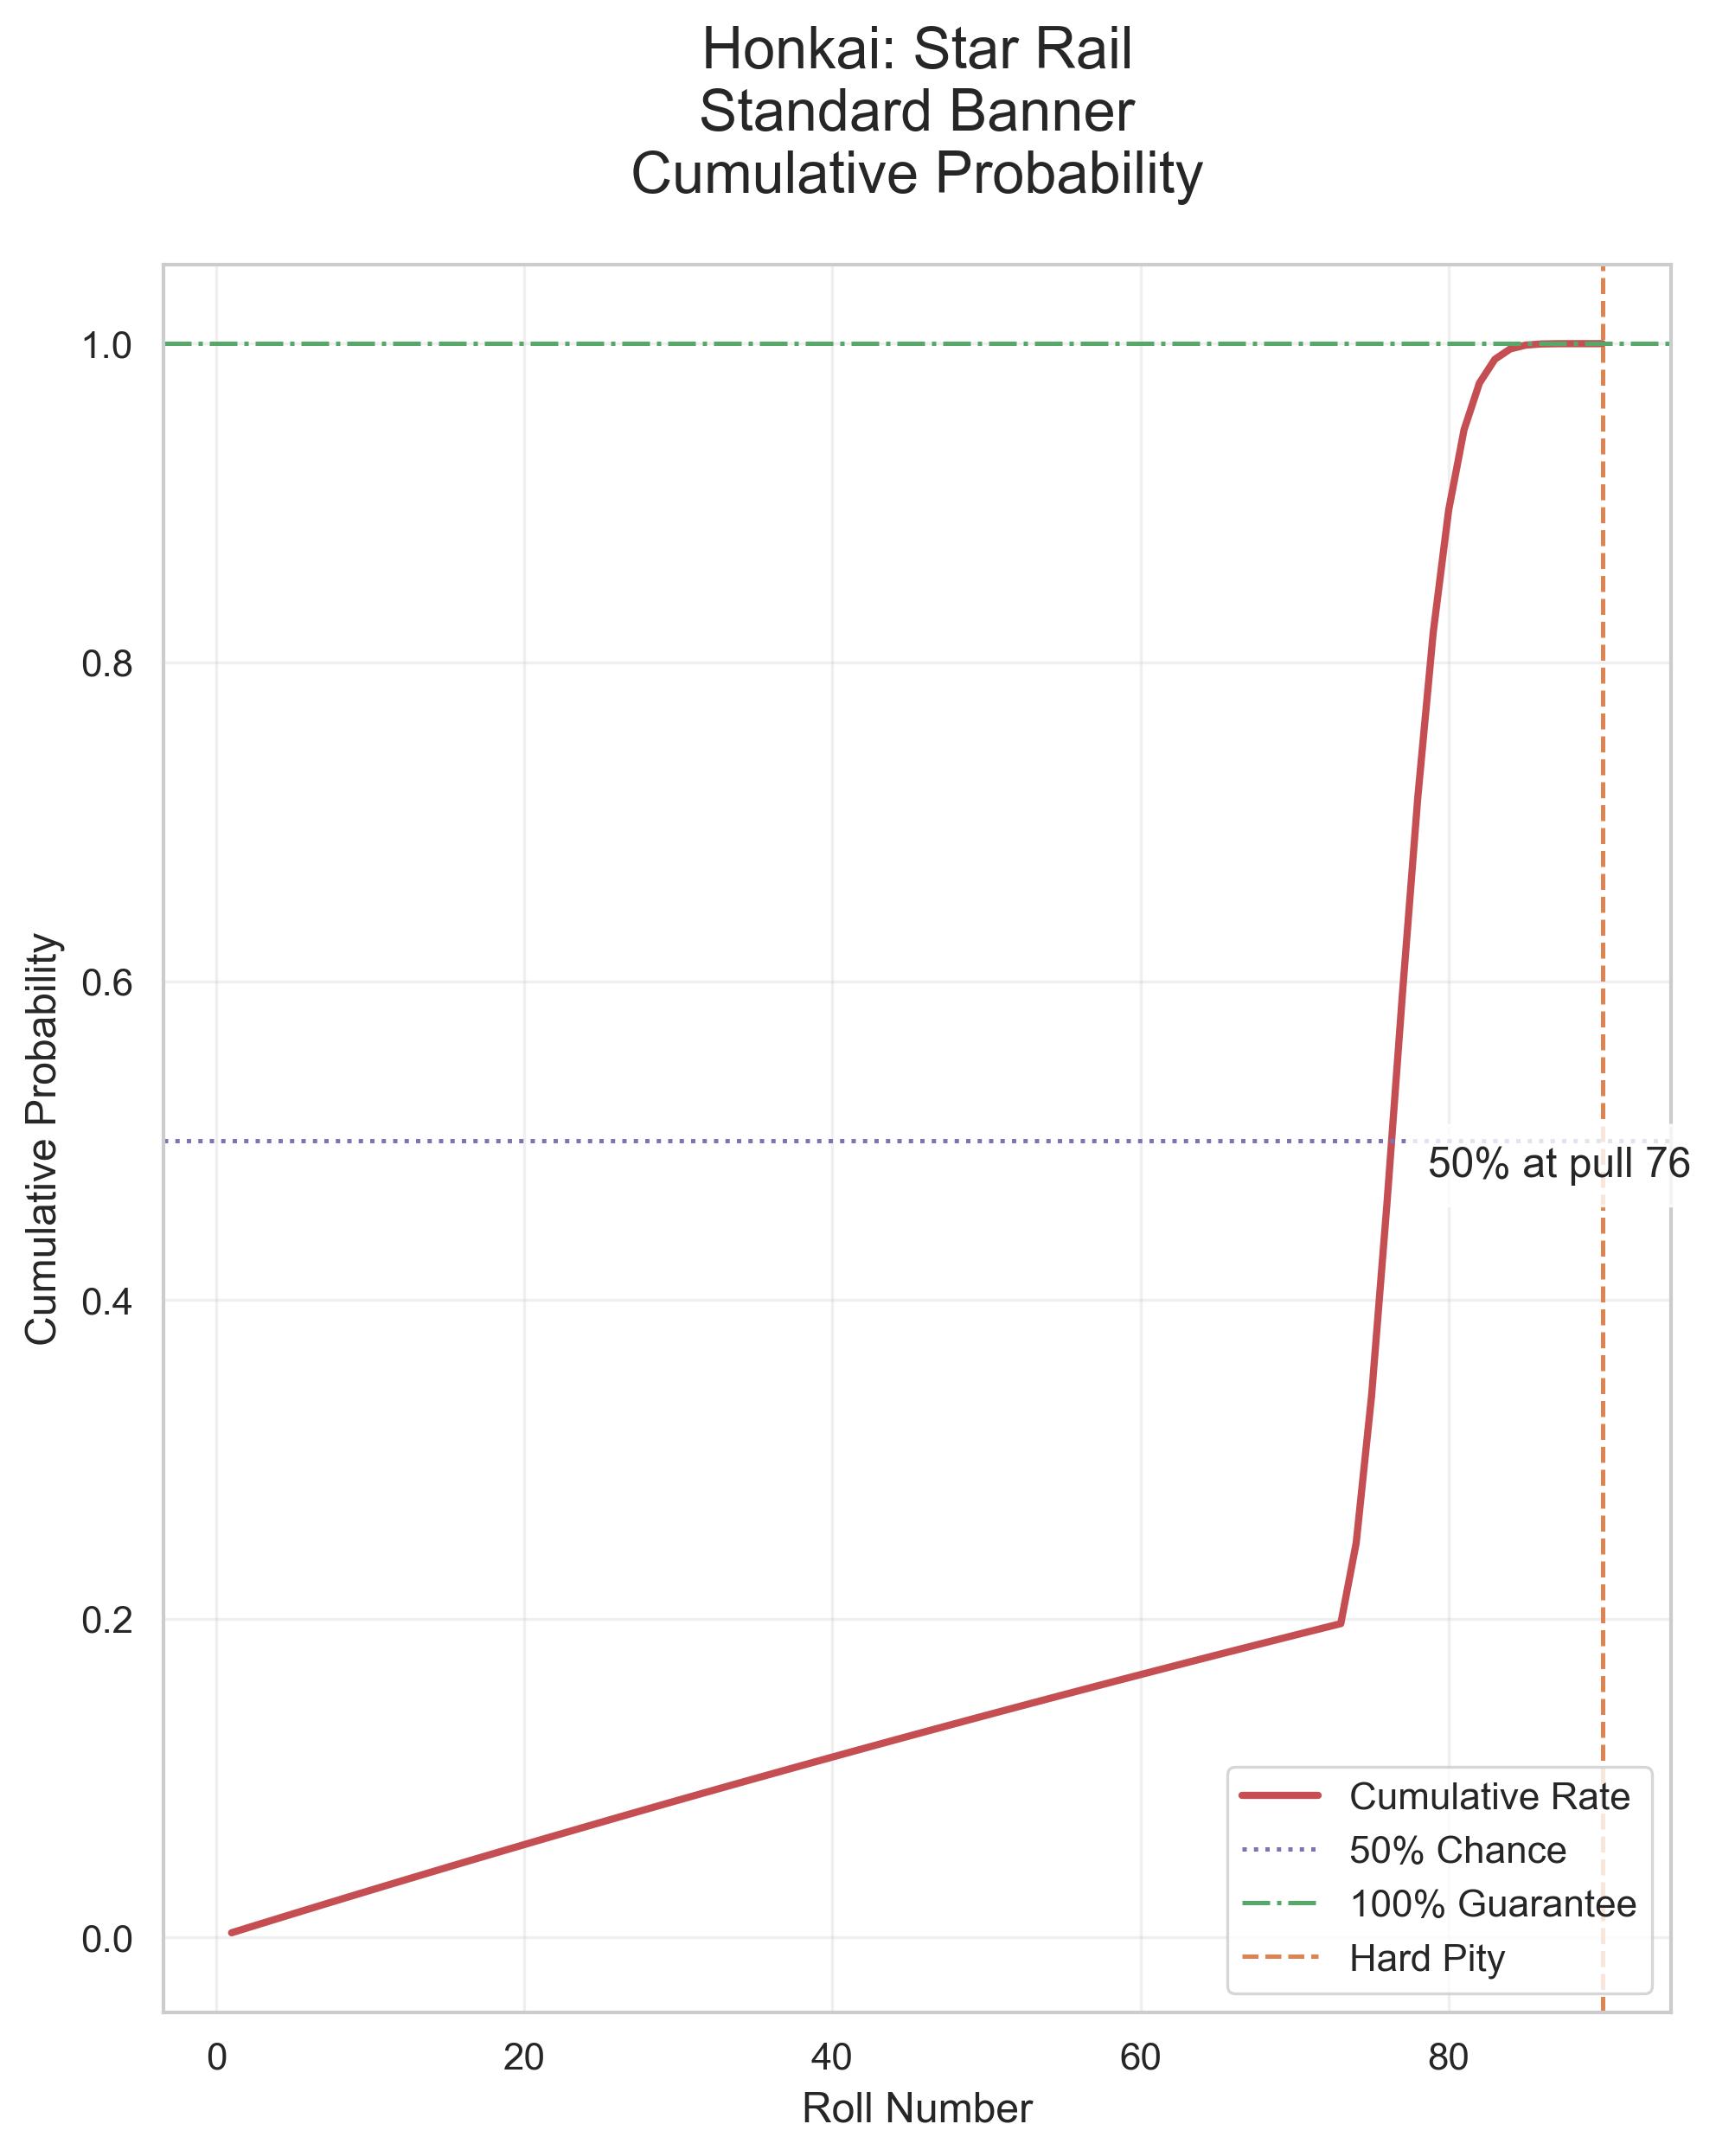 Honkai: Star Rail
Standard Banner
Cumulative Probability
Cumulative Probability
1.0
0.8
0.6
0.4
0.2
0.0
50% at pull 76
Cumulative Rate
50% Chance
100% Guarantee
Hard Pity
0
20
40
60
80
Roll Number